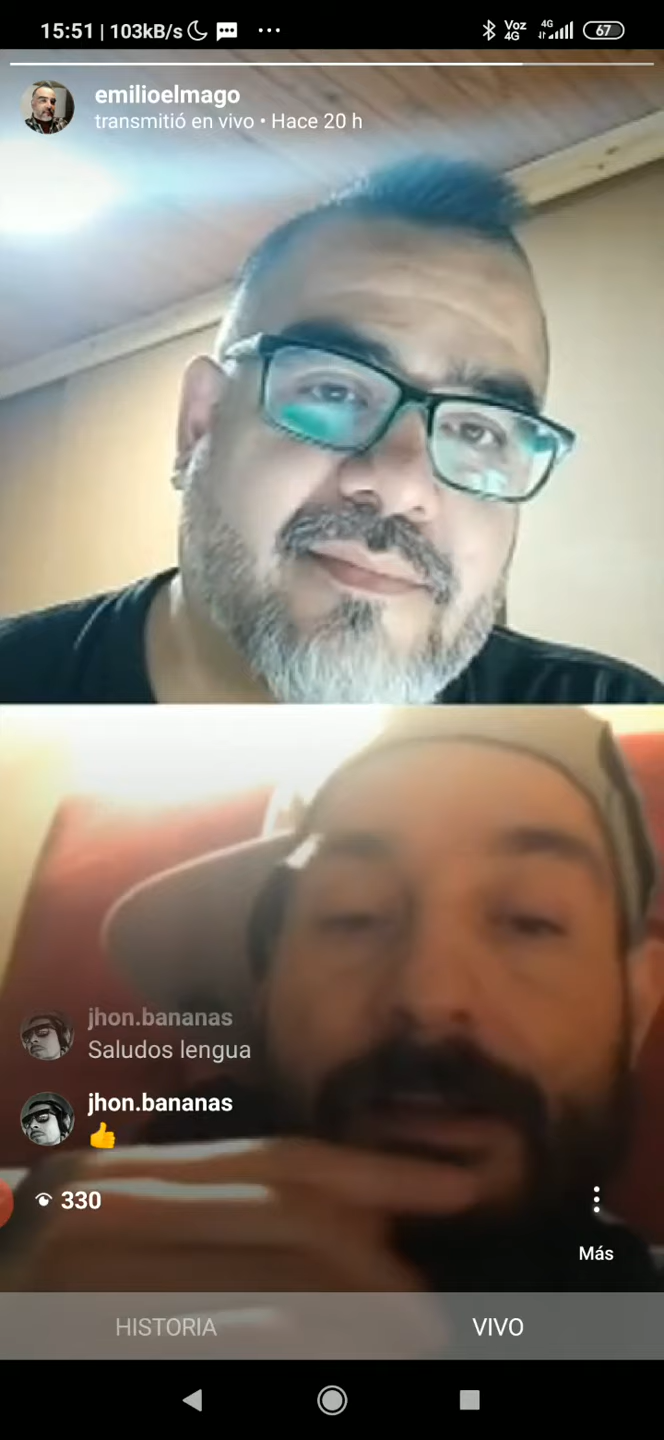 15:51 | 103kB/s
Voz 4G
4G
67
emilioelmago
transmitió en vivo • Hace 20 h
jhon.bananas
Saludos lengua
jhon.bananas
👍
330
Más
HISTORIA
VIVO